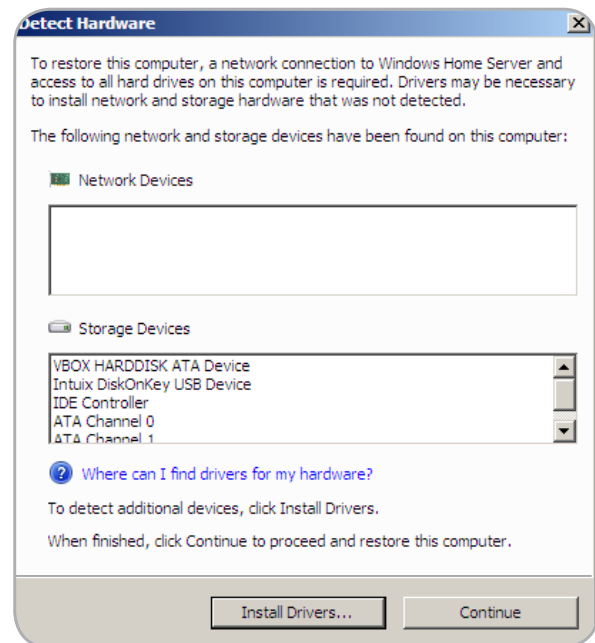 Detect Hardware
To restore this computer, a network connection to Windows Home Server and
access to all hard drives on this computer is required. Drivers may be necessary
to install network and storage hardware that was not detected.
The following network and storage devices have been found on this computer:
Network Devices
Storage Devices
VBOX HARDDISK ATA Device
Intuix DiskOnKey USB Device
IDE Controller
ATA Channel 0
ATA Channel 1
Where can I find drivers for my hardware?
To detect additional devices, click Install Drivers.
When finished, click Continue to proceed and restore this computer.
Install Drivers... Continue